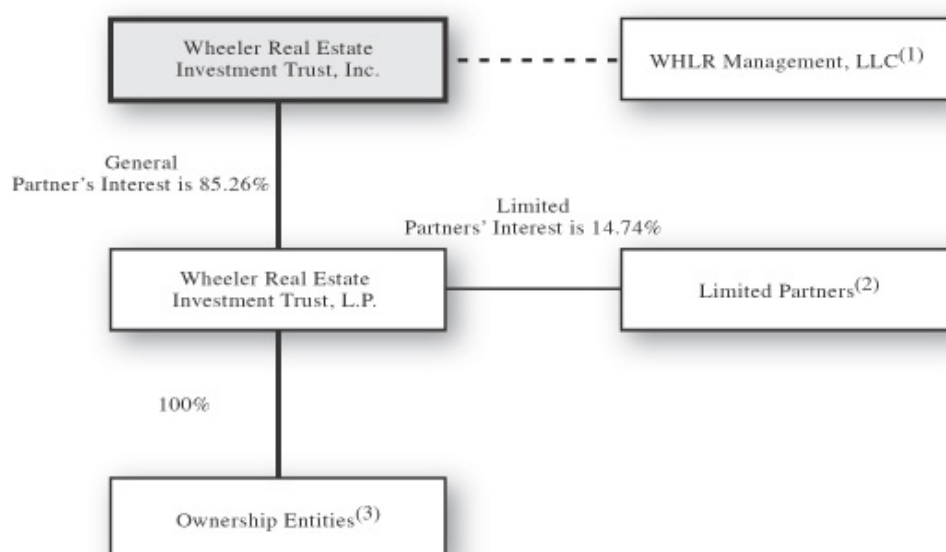 Wheeler Real Estate
Investment Trust, Inc.
WHLR Management, LLC(1)
General
Partner's Interest is 85.26%
Limited
Partners' Interest is 14.74%
Wheeler Real Estate
Investment Trust, L.P.
Limited Partners(2)
100%
Ownership Entities(3)